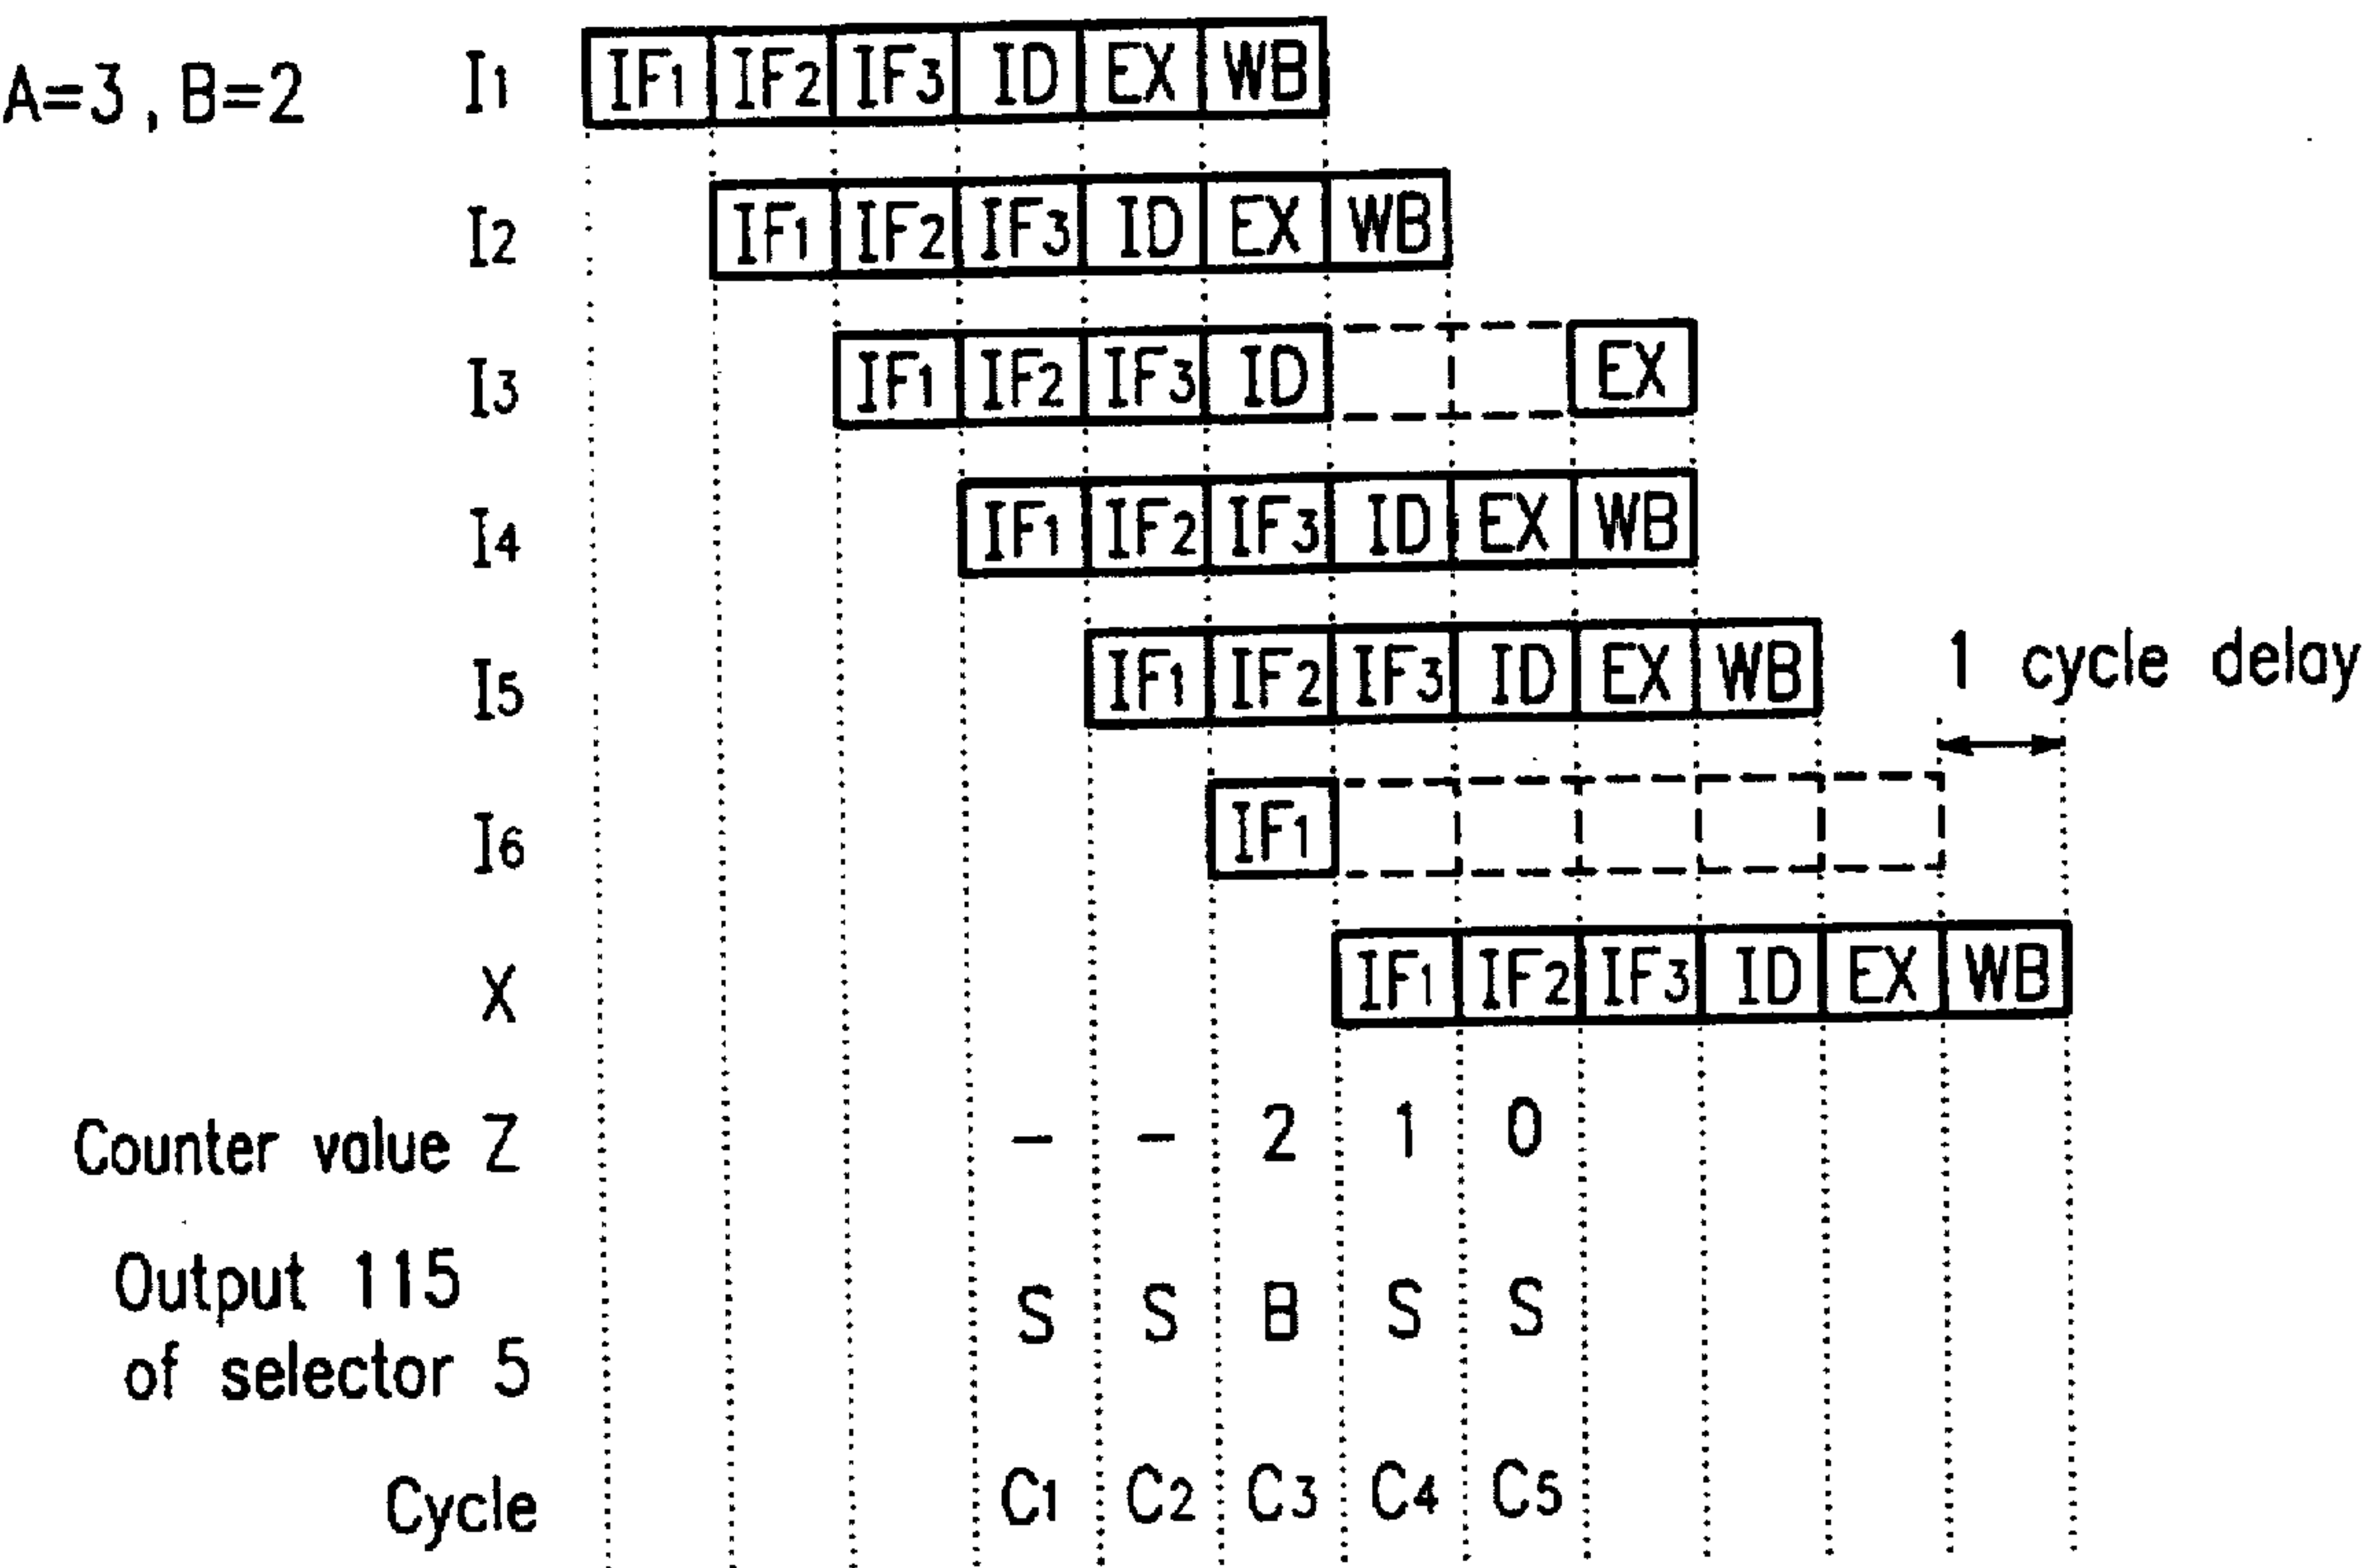 A=3, B=2 I1 IF1 IF2 IF3 ID EX WB
I2 IF1 IF2 IF3 ID EX WB
I3 IF1 IF2 IF3 ID EX
I4 IF1 IF2 IF3 ID EX WB
I5 IF1 IF2 IF3 ID EX WB 1 cycle delay
I6 IF1
X IF1 IF2 IF3 ID EX WB
Counter value Z – – 2 1 0
Output 115
of selector 5 S S B S S
Cycle C1 C2 C3 C4 C5